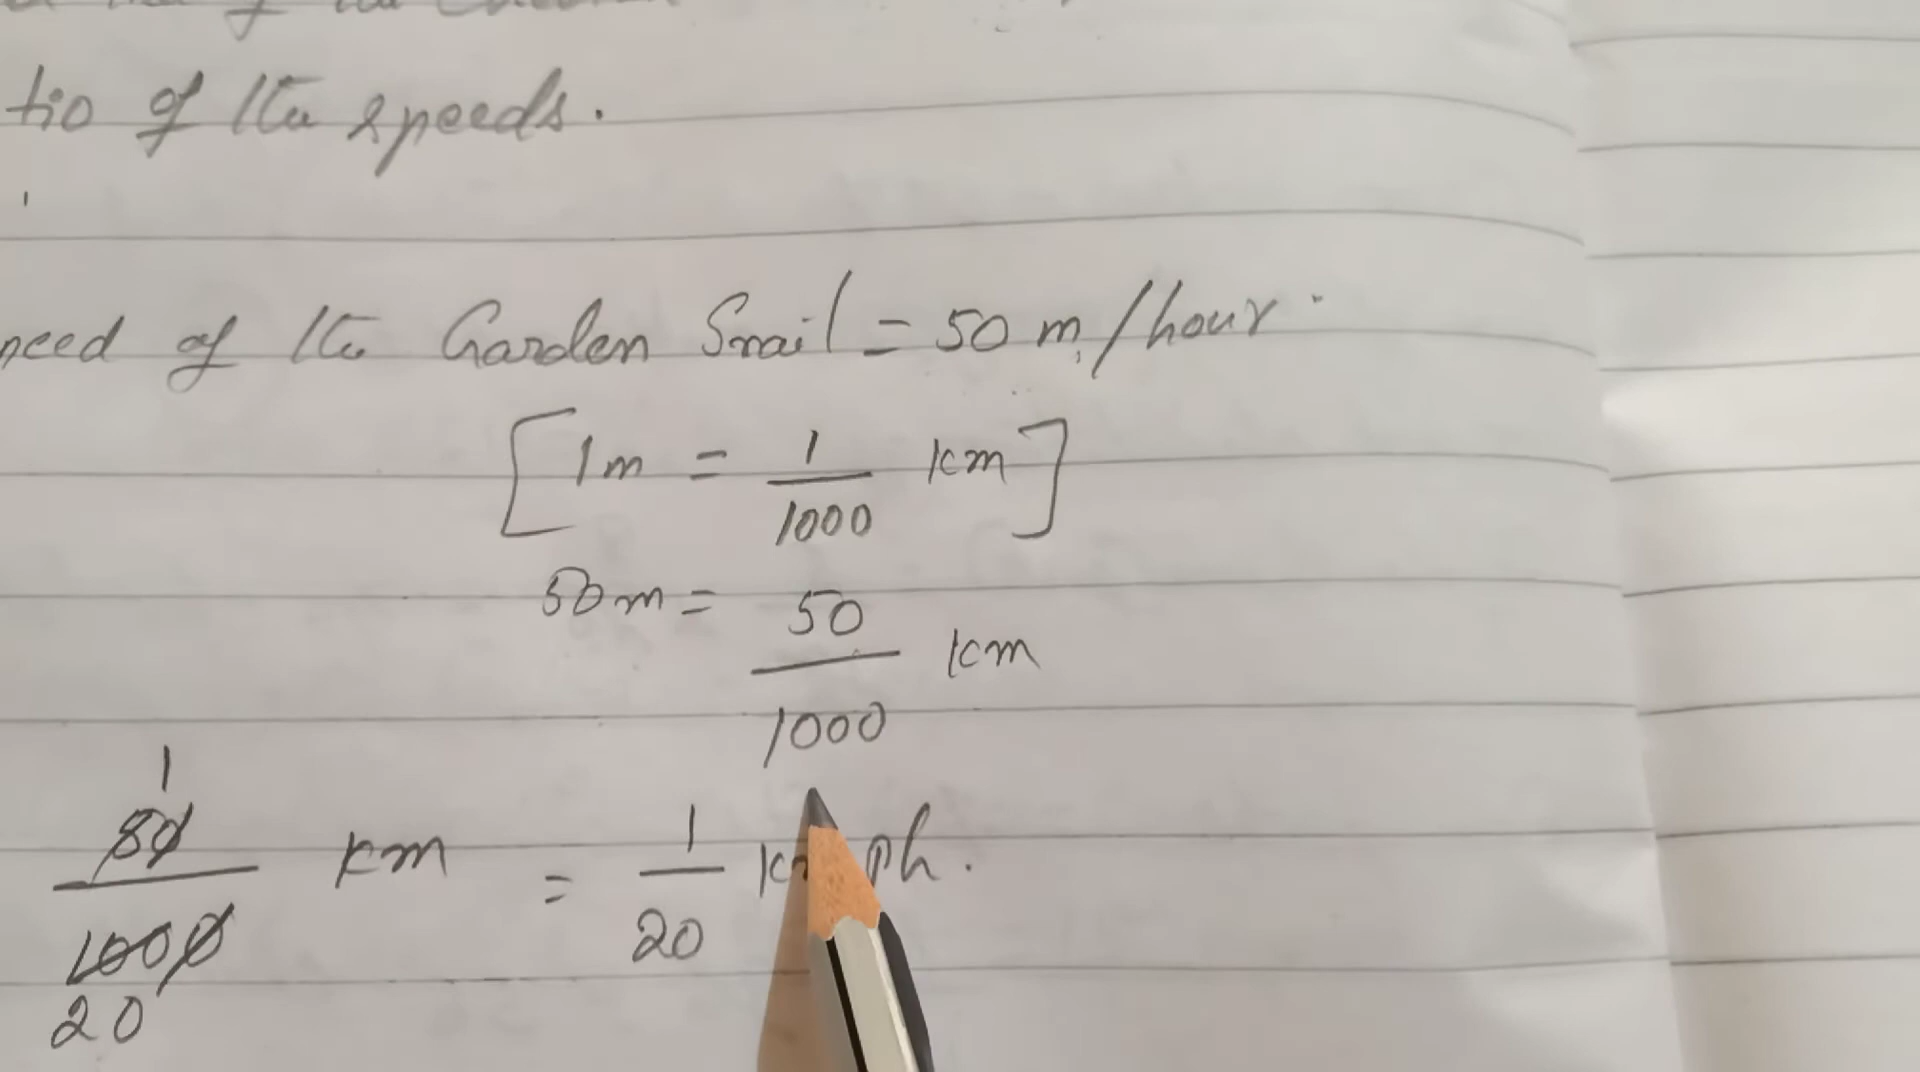 tio of the speeds.
peed of the Garden Snail = 50 m/hour.
[1m = 1/1000 km]
50m = 50/1000 km
1
50/1000 km = 1/20 kmph.
20